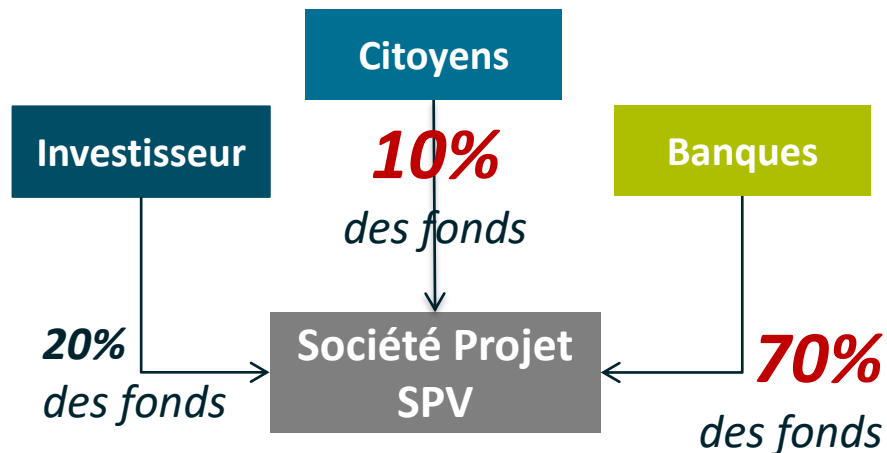 Citoyens
Investisseur
10%
des fonds
Banques
20%
des fonds
Société Projet
SPV
70%
des fonds